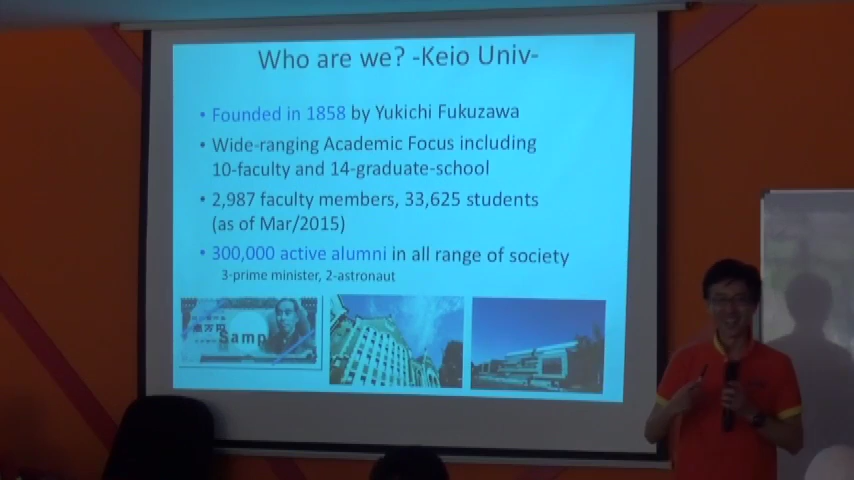 Who are we? -Keio Univ-
• Founded in 1858 by Yukichi Fukuzawa
• Wide-ranging Academic Focus including
10-faculty and 14-graduate-school
• 2,987 faculty members, 33,625 students
(as of Mar/2015)
• 300,000 active alumni in all range of society
3-prime minister, 2-astronaut
Samp